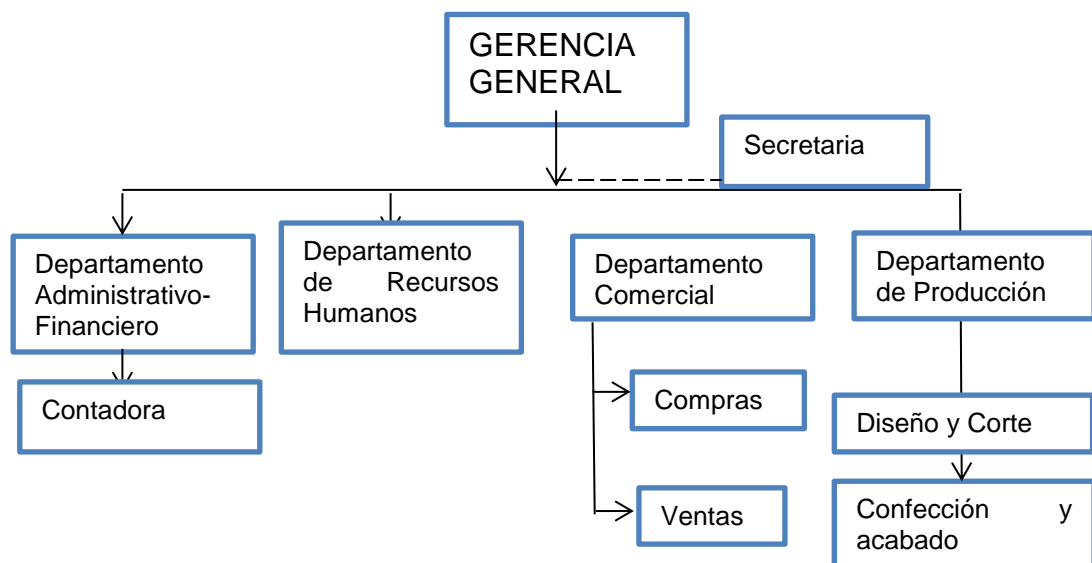 GERENCIA
GENERAL
Secretaria
Departamento
Administrativo-
Financiero
Departamento
de Recursos
Humanos
Departamento
Comercial
Departamento
de Producción
Contadora
Compras
Diseño y Corte
Ventas
Confección y
acabado